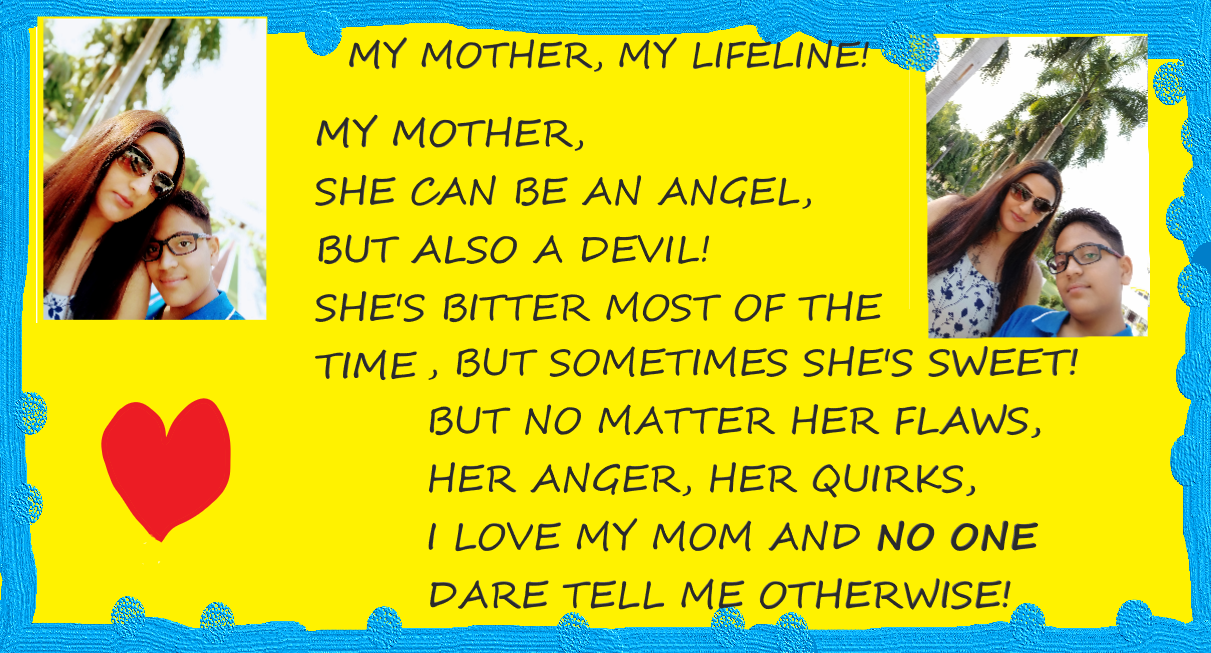 MY MOTHER, MY LIFELINE!
MY MOTHER,
SHE CAN BE AN ANGEL,
BUT ALSO A DEVIL!
SHE'S BITTER MOST OF THE
TIME , BUT SOMETIMES SHE'S SWEET!
BUT NO MATTER HER FLAWS,
HER ANGER, HER QUIRKS,
I LOVE MY MOM AND NO ONE
DARE TELL ME OTHERWISE!